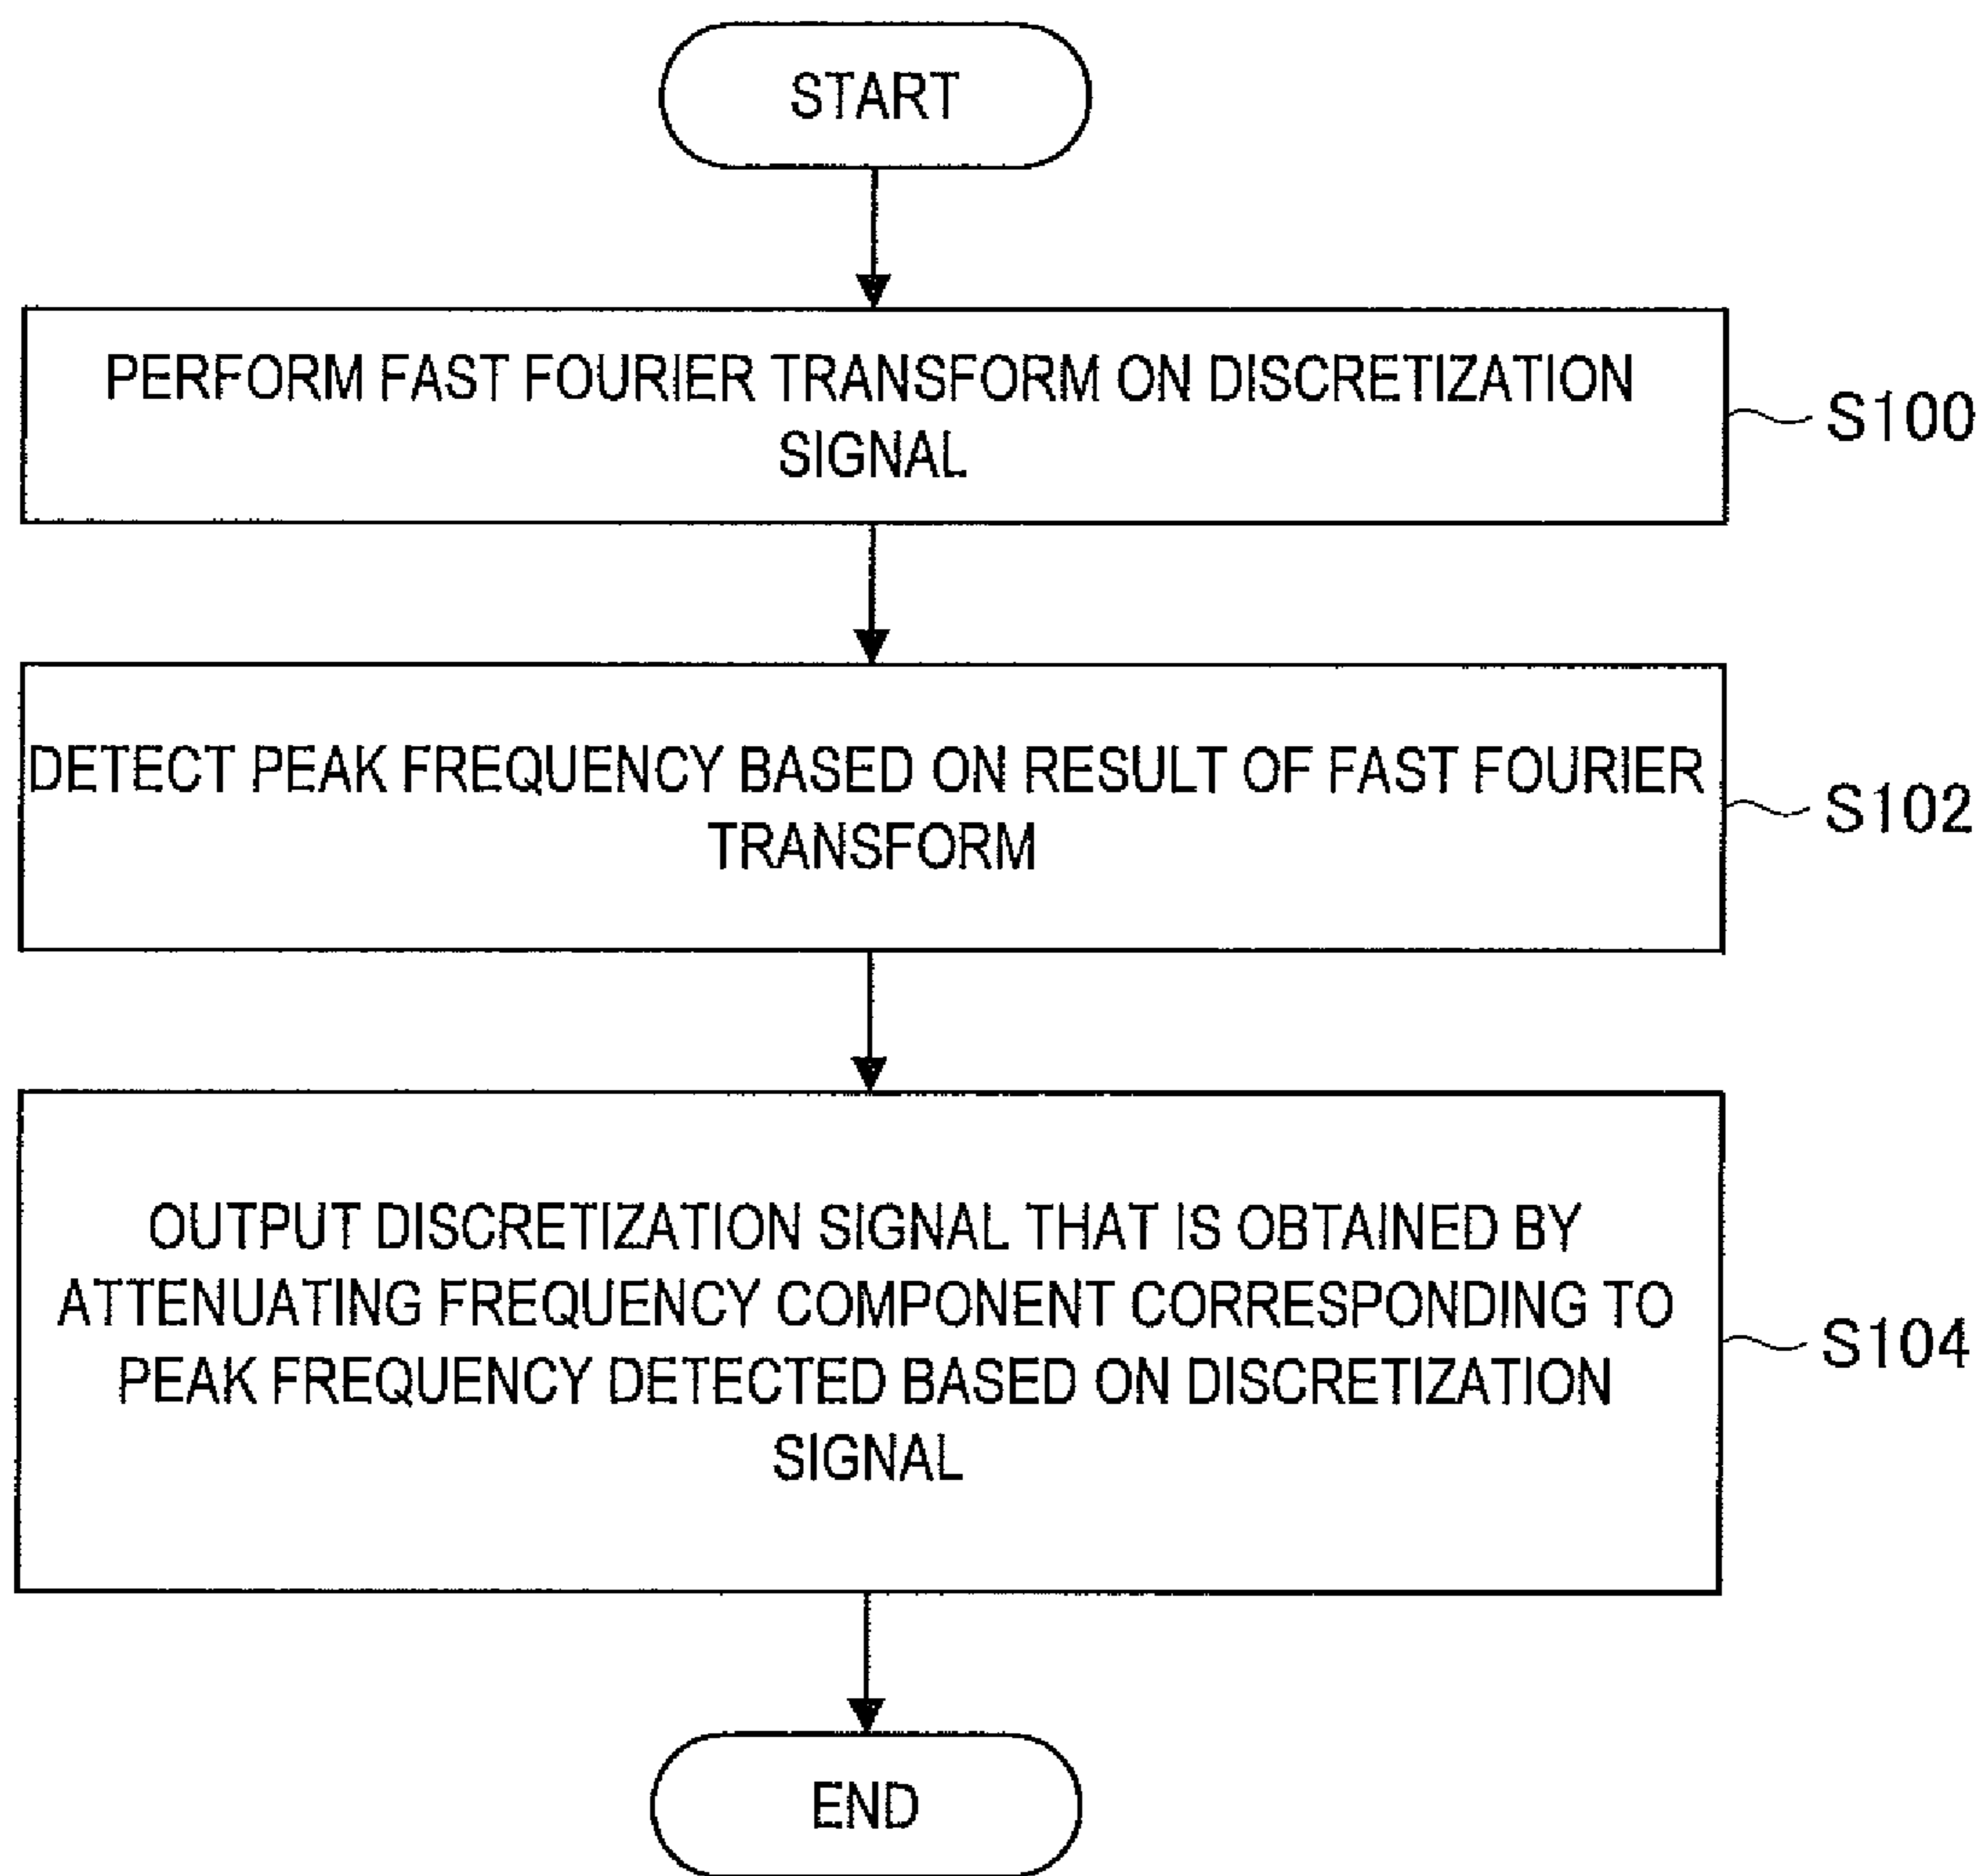 START
PERFORM FAST FOURIER TRANSFORM ON DISCRETIZATION
SIGNAL
S100
DETECT PEAK FREQUENCY BASED ON RESULT OF FAST FOURIER
TRANSFORM
S102
OUTPUT DISCRETIZATION SIGNAL THAT IS OBTAINED BY
ATTENUATING FREQUENCY COMPONENT CORRESPONDING TO
PEAK FREQUENCY DETECTED BASED ON DISCRETIZATION
SIGNAL
S104
END